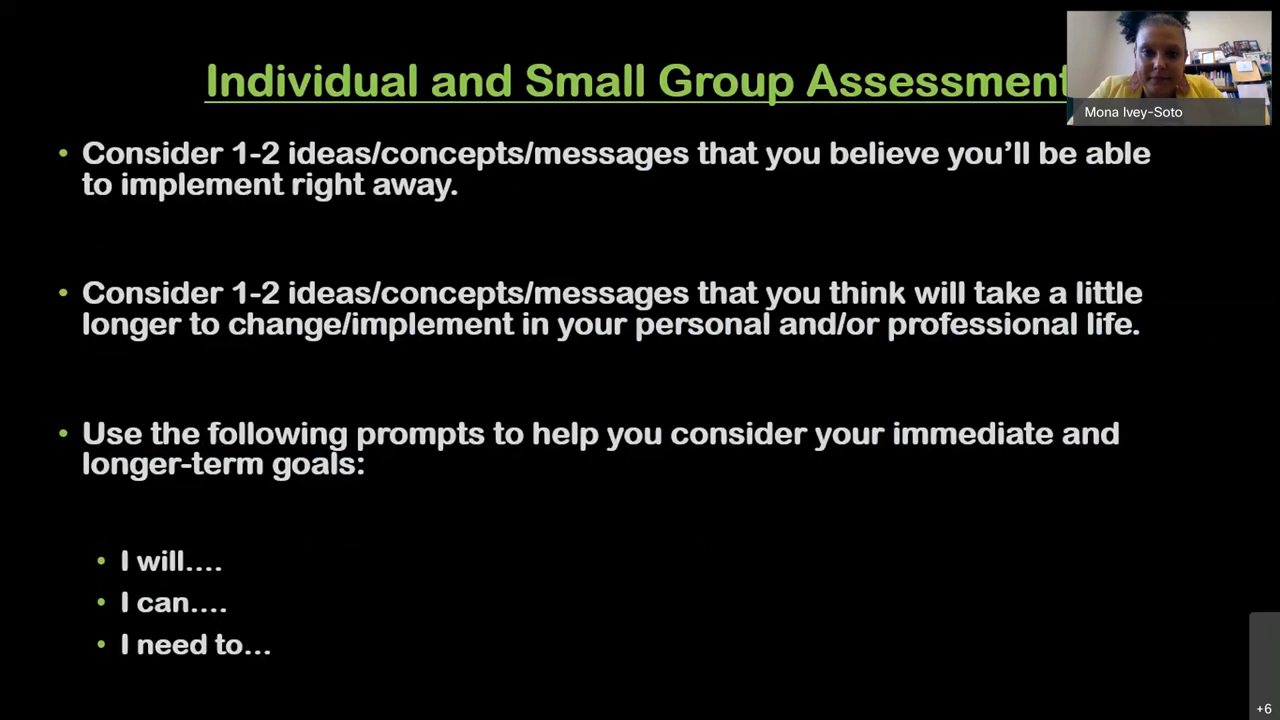 Individual and Small Group Assessment
Mona Ivey-Soto
• Consider 1-2 ideas/concepts/messages that you believe you’ll be able
to implement right away.
• Consider 1-2 ideas/concepts/messages that you think will take a little
longer to change/implement in your personal and/or professional life.
• Use the following prompts to help you consider your immediate and
longer-term goals:
• I will....
• I can....
• I need to...
+6